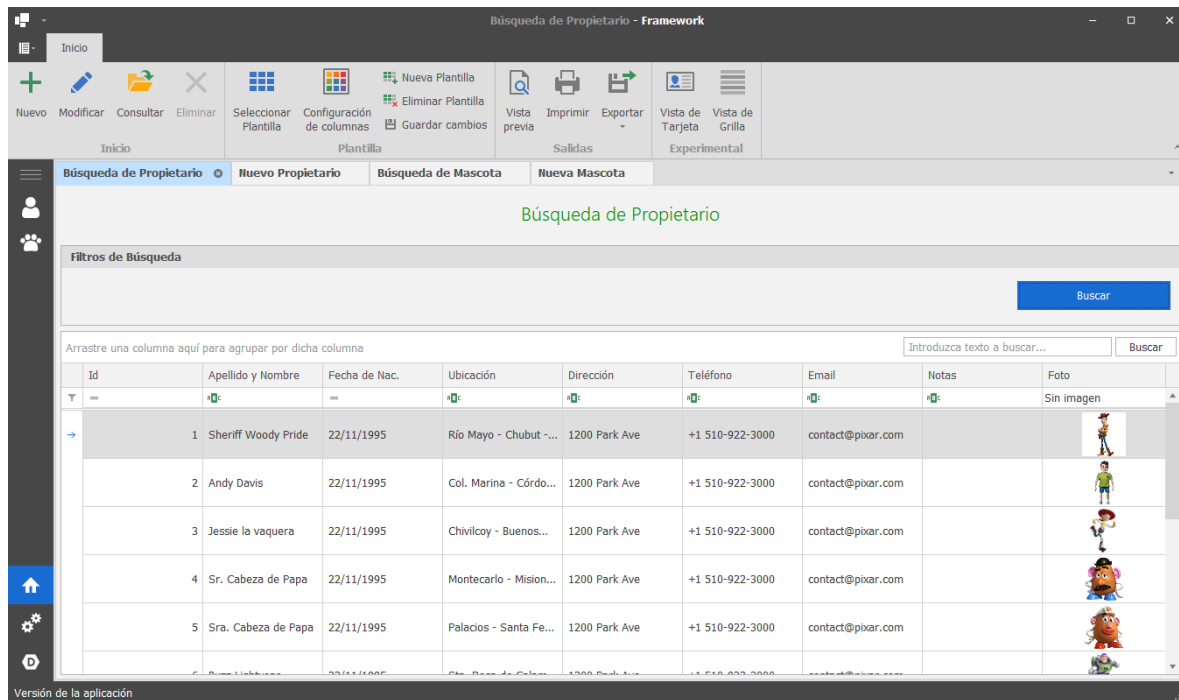 Búsqueda de Propietario - Framework
Inicio
Nuevo Modificar Consultar Eliminar
Inicio
Seleccionar Plantilla
Configuración de columnas
Nueva Plantilla
Eliminar Plantilla
Guardar cambios
Plantilla
Vista previa
Imprimir Exportar
Salidas
Vista de Tarjeta
Vista de Grilla
Experimental
Búsqueda de Propietario Nuevo Propietario Búsqueda de Mascota Nueva Mascota
Búsqueda de Propietario
Filtros de Búsqueda
Buscar
Arrastre una columna aquí para agrupar por dicha columna Introduzca texto a buscar... Buscar
Id Apellido y Nombre Fecha de Nac. Ubicación Dirección Teléfono Email Notas Foto
Sin imagen
1 Sheriff Woody Pride 22/11/1995 Río Mayo - Chubut -... 1200 Park Ave +1 510-922-3000 contact@pixar.com
2 Andy Davis 22/11/1995 Col. Marina - Córdo... 1200 Park Ave +1 510-922-3000 contact@pixar.com
3 Jessie la vaquera 22/11/1995 Chivilcoy - Buenos... 1200 Park Ave +1 510-922-3000 contact@pixar.com
4 Sr. Cabeza de Papa 22/11/1995 Montecarlo - Mision... 1200 Park Ave +1 510-922-3000 contact@pixar.com
5 Sra. Cabeza de Papa 22/11/1995 Palacios - Santa Fe... 1200 Park Ave +1 510-922-3000 contact@pixar.com
Versión de la aplicación